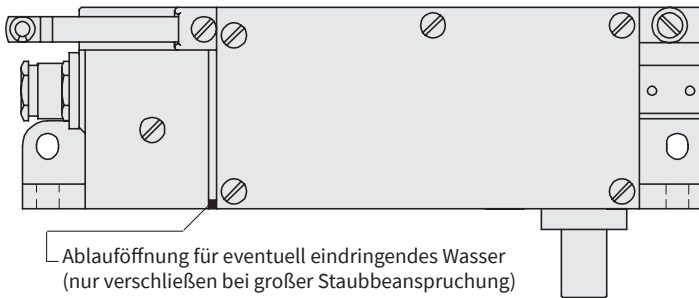 Ablauföffnung für eventuell eindringendes Wasser
(nur verschließen bei großer Staubbeanspruchung)